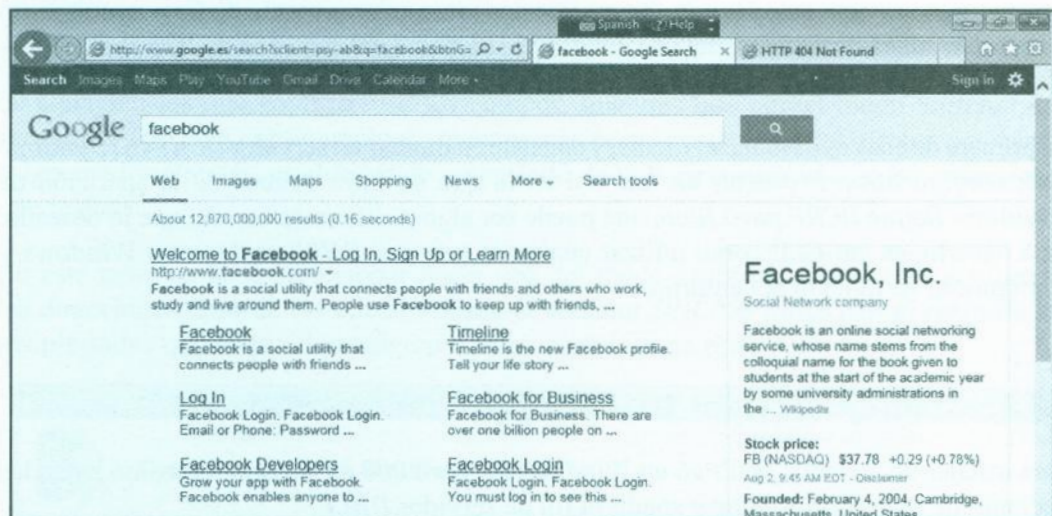 Spanish Help
http://www.google.es/search?sclient=psy-ab&q=facebook&btnG=
facebook - Google Search
HTTP 404 Not Found
Search Images Maps Play YouTube Gmail Drive Calendar More
Sign in
Google
facebook
Web Images Maps Shopping News More Search tools
About 12,870,000,000 results (0.16 seconds)
Welcome to Facebook - Log In, Sign Up or Learn More
http://www.facebook.com/
Facebook is a social utility that connects people with friends and others who work,
study and live around them. People use Facebook to keep up with friends, ...
Facebook
Facebook is a social utility that
connects people with friends ...
Timeline
Timeline is the new Facebook profile.
Tell your life story ...
Log In
Facebook Login. Facebook Login.
Email or Phone: Password ...
Facebook for Business
Facebook for Business. There are
over one billion people on ...
Facebook Developers
Grow your app with Facebook.
Facebook enables anyone to ...
Facebook Login
Facebook Login. Facebook Login.
You must log in to see this ...
Facebook, Inc.
Social Network company
Facebook is an online social networking
service, whose name stems from the
colloquial name for the book given to
students at the start of the academic year
by some university administrations in
the ... Wikipedia
Stock price:
FB (NASDAQ) $37.78 +0.29 (+0.78%)
Aug 2, 9:45 AM EDT - Disclaimer
Founded: February 4, 2004, Cambridge,
Massachusetts, United States